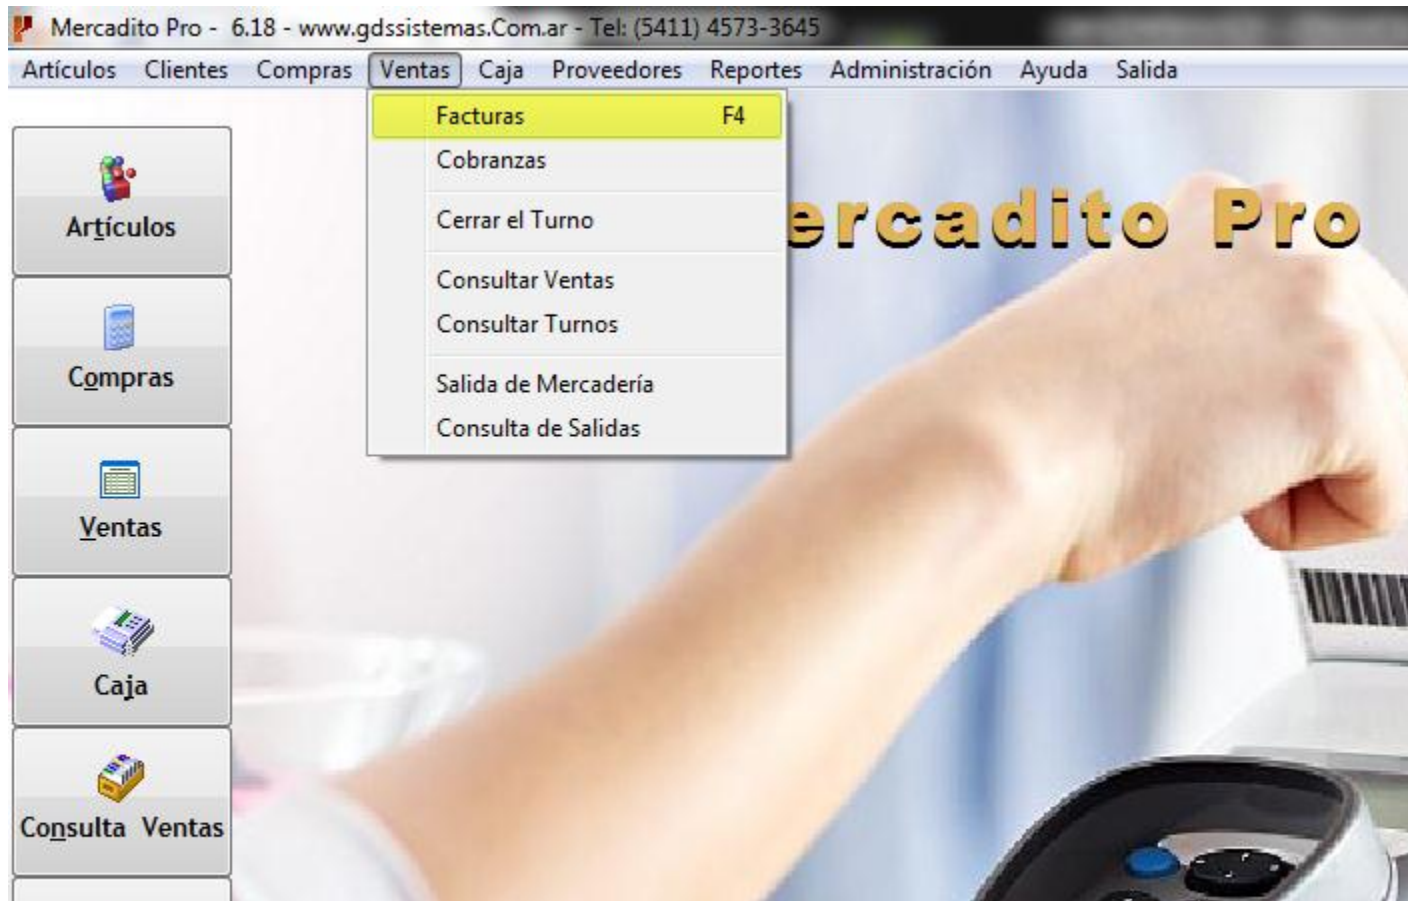 Mercadito Pro - 6.18 - www.gdssistemas.Com.ar - Tel: (5411) 4573-3645
Artículos Clientes Compras Ventas Caja Proveedores Reportes Administración Ayuda Salida
Facturas F4
Cobranzas
Cerrar el Turno
Consultar Ventas
Consultar Turnos
Salida de Mercadería
Consulta de Salidas
ercadito Pro
Artículos
Compras
Ventas
Caja
Consulta Ventas